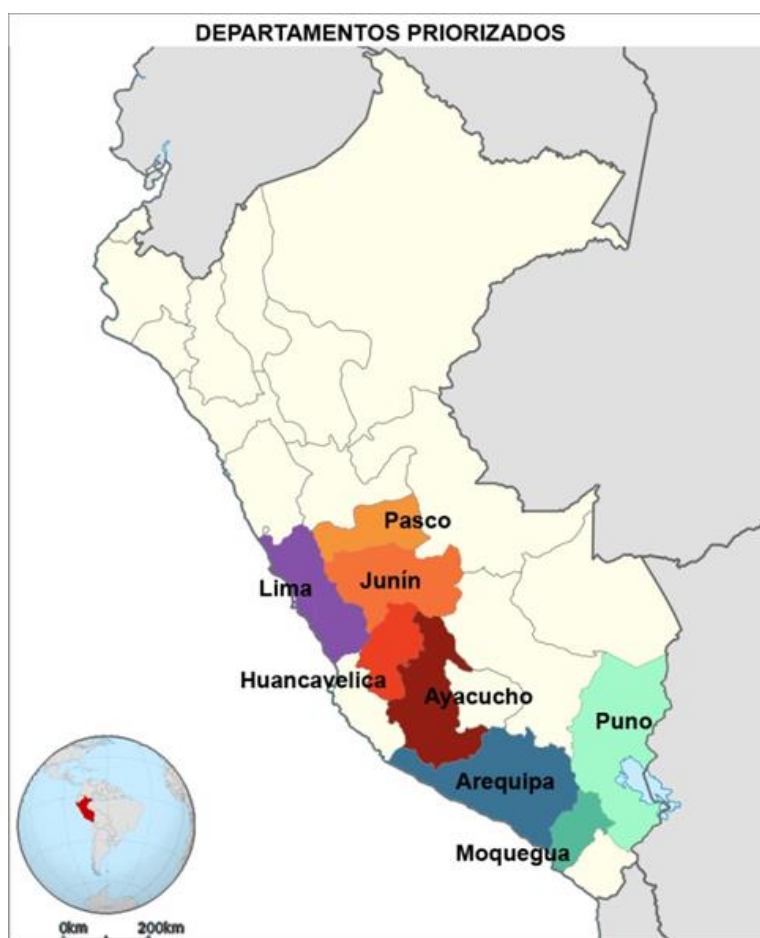 DEPARTAMENTOS PRIORIZADOS
Pasco
Junín
Lima
Huancavelica
Ayacucho
Puno
Arequipa
Moquegua
0km 200km